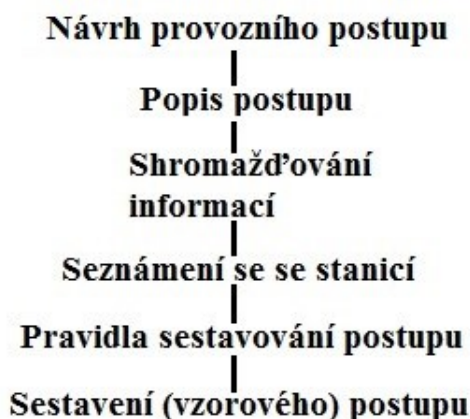 Návrh provozního postupu
Popis postupu
Shromažďování
informací
Seznámení se se stanicí
Pravidla sestavování postupu
Sestavení (vzorového) postupu